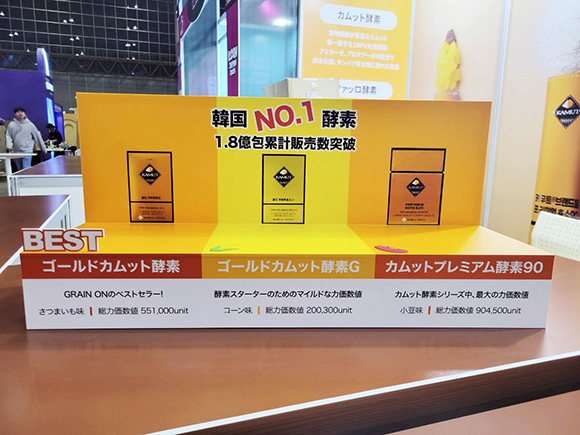 カムット酵素
韓国 NO.1 酵素
1.8億包累計販売数突破
KAMUT
KAMUT
KAMUT
KAMUT
BEST
ゴールドカムット酵素
ゴールドカムット酵素G
カムットプレミアム酵素90
GRAIN ONのベストセラー!
さつまいも味 | 総力価数値 551,000unit
酵素スターターのためのマイルドな力価数値
コーン味 | 総力価数値 200,300unit
カムット酵素シリーズ中、最大の力価数値
小豆味 | 総力価数値 904,500unit